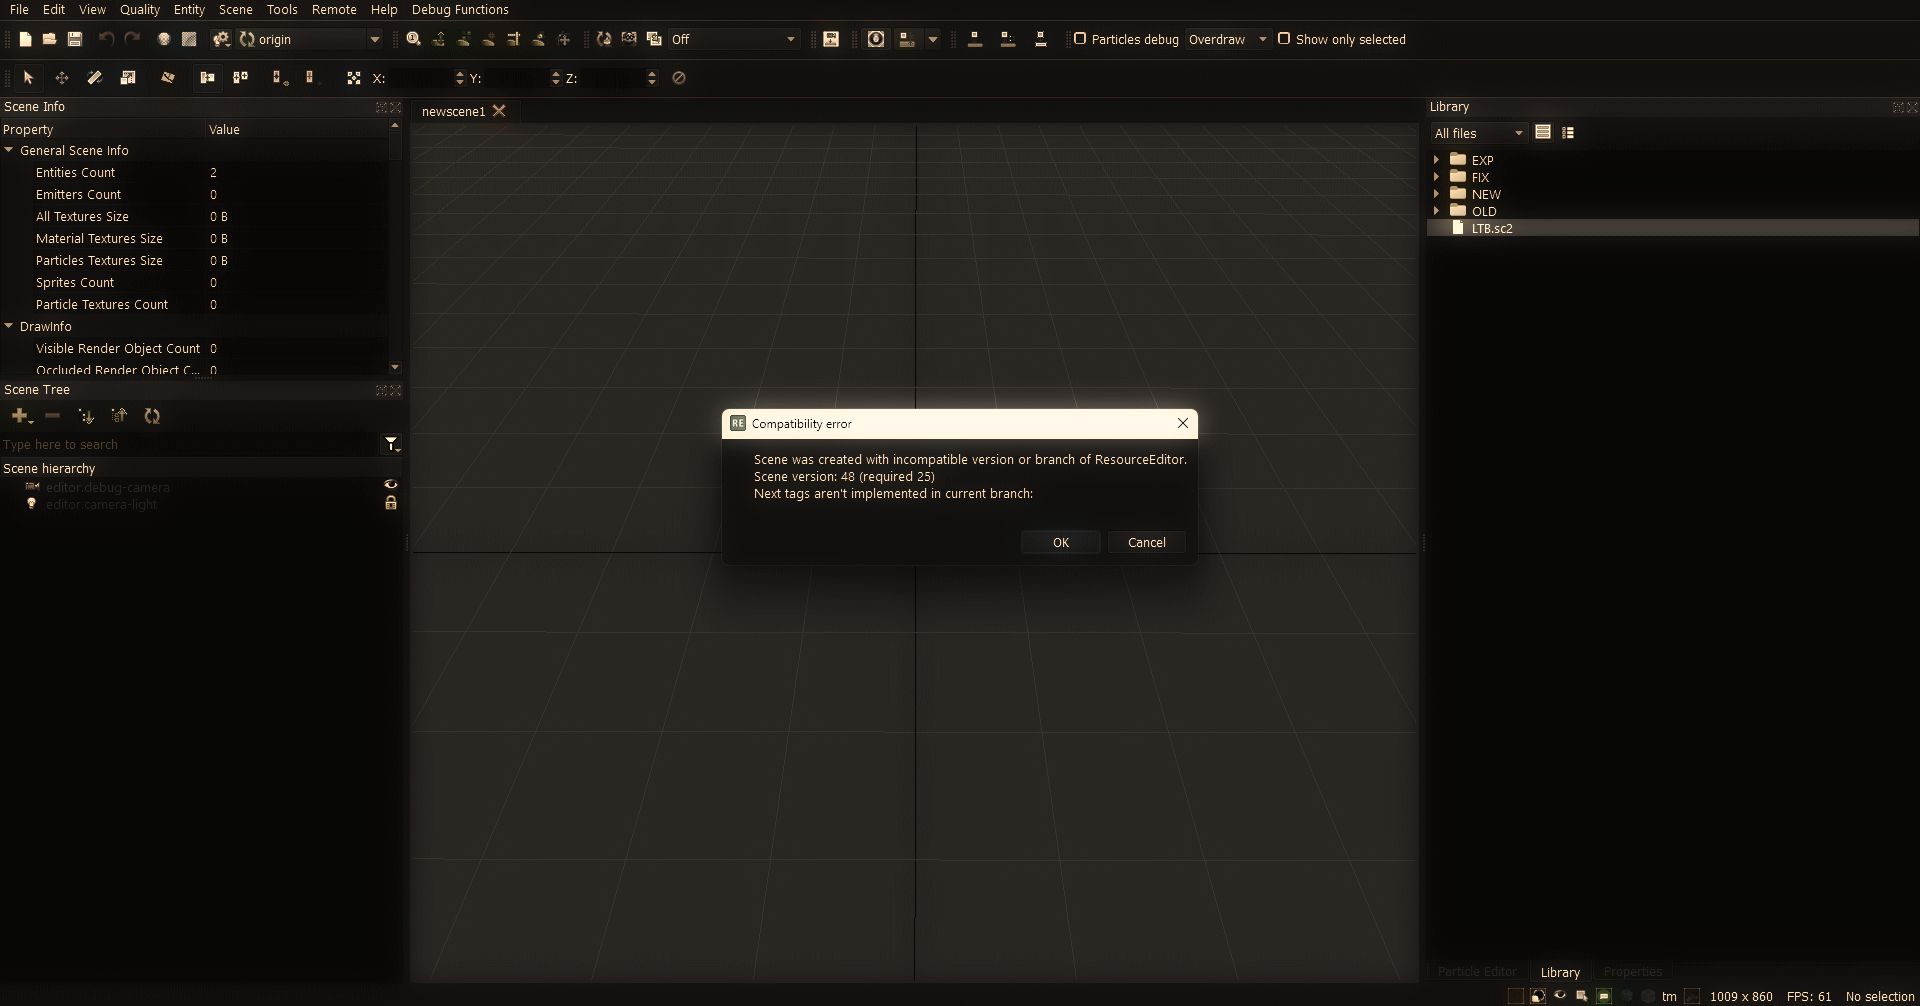 File Edit View Quality Entity Scene Tools Remote Help Debug Functions
origin Off Particles debug Overdraw Show only selected
X: Y: Z:
Scene Info
Property Value
General Scene Info
Entities Count 2
Emitters Count 0
All Textures Size 0 B
Material Textures Size 0 B
Particles Textures Size 0 B
Sprites Count 0
Particle Textures Count 0
DrawInfo
Visible Render Object Count 0
Occluded Render Object C... 0
Scene Tree
Type here to search
Scene hierarchy
editor.debug-camera
editor.camera-light
newscene1
RE Compatibility error
Scene was created with incompatible version or branch of ResourceEditor.
Scene version: 48 (required 25)
Next tags aren't implemented in current branch:
OK Cancel
Library
All files
EXP
FIX
NEW
OLD
LTB.sc2
Particle Editor Library Properties
tm 1009 x 860 FPS: 61 No selection